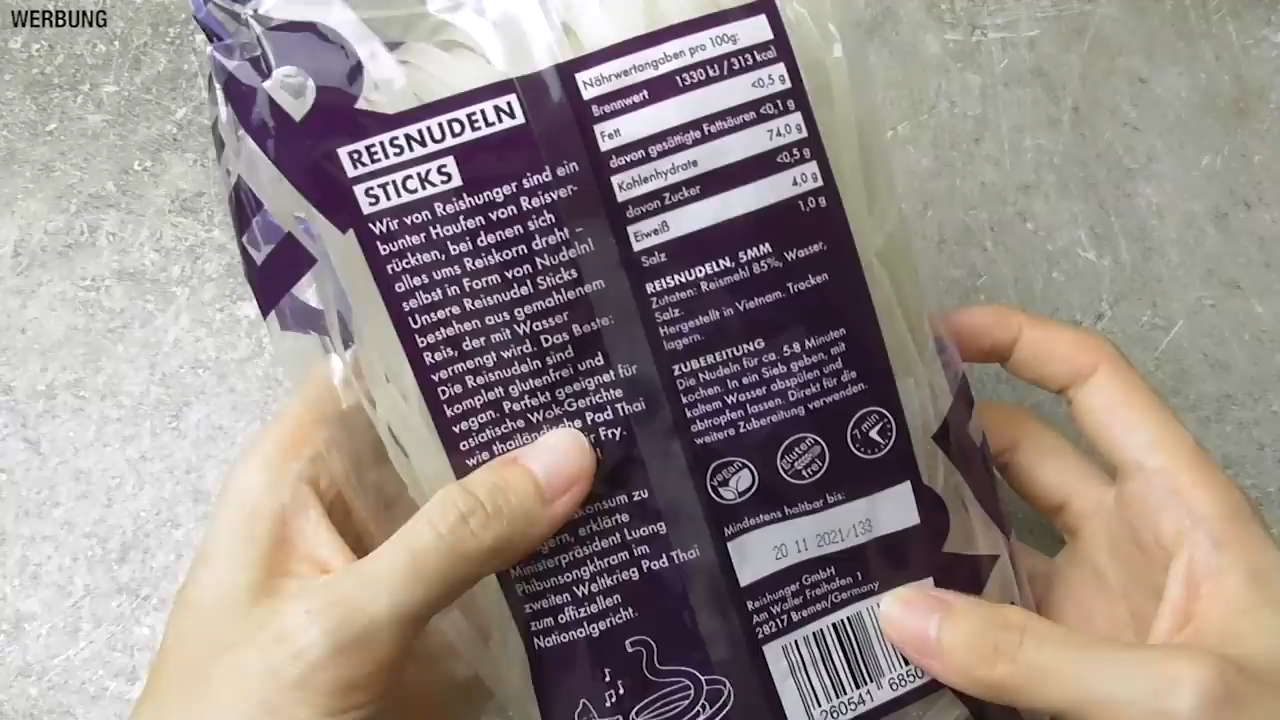 WERBUNG
REISNUDELN
STICKS
Wir von Reishunger sind ein
bunter Haufen von Reisver-
rückten, bei denen sich
alles ums Reiskorn dreht –
selbst in Form von Nudeln!
Unsere Reisnudel Sticks
bestehen aus gemahlenem
Reis, der mit Wasser
vermengt wird. Das Beste:
Die Reisnudeln sind
komplett glutenfrei und
vegan. Perfekt geeignet für
asiatische Wok-Gerichte
wie thailändische Pad Thai
Fry.
zu
erklärte
Ministerpräsident Luang
Phibunsongkhram im
zweiten Weltkrieg Pad Thai
zum offiziellen
Nationalgericht.
Nährwertangaben pro 100g:
Brennwert 1330 kJ / 313 kcal
Fett <0,5 g
davon gesättigte Fettsäuren <0,1 g
Kohlenhydrate 74,0 g
davon Zucker <0,5 g
Eiweiß 4,0 g
Salz 1,0 g
REISNUDELN, 5MM
Zutaten: Reismehl 85%, Wasser,
Salz.
Hergestellt in Vietnam. Trocken
lagern.
ZUBEREITUNG
Die Nudeln für ca. 5-8 Minuten
kochen. In ein Sieb geben, mit
kaltem Wasser abspülen und
abtropfen lassen. Direkt für die
weitere Zubereitung verwenden.
vegan
gluten
frei
7 min
Mindestens haltbar bis:
20 11 2021/133
Reishunger GmbH
Am Waller Freihafen 1
28217 Bremen/Germany
260541 6850